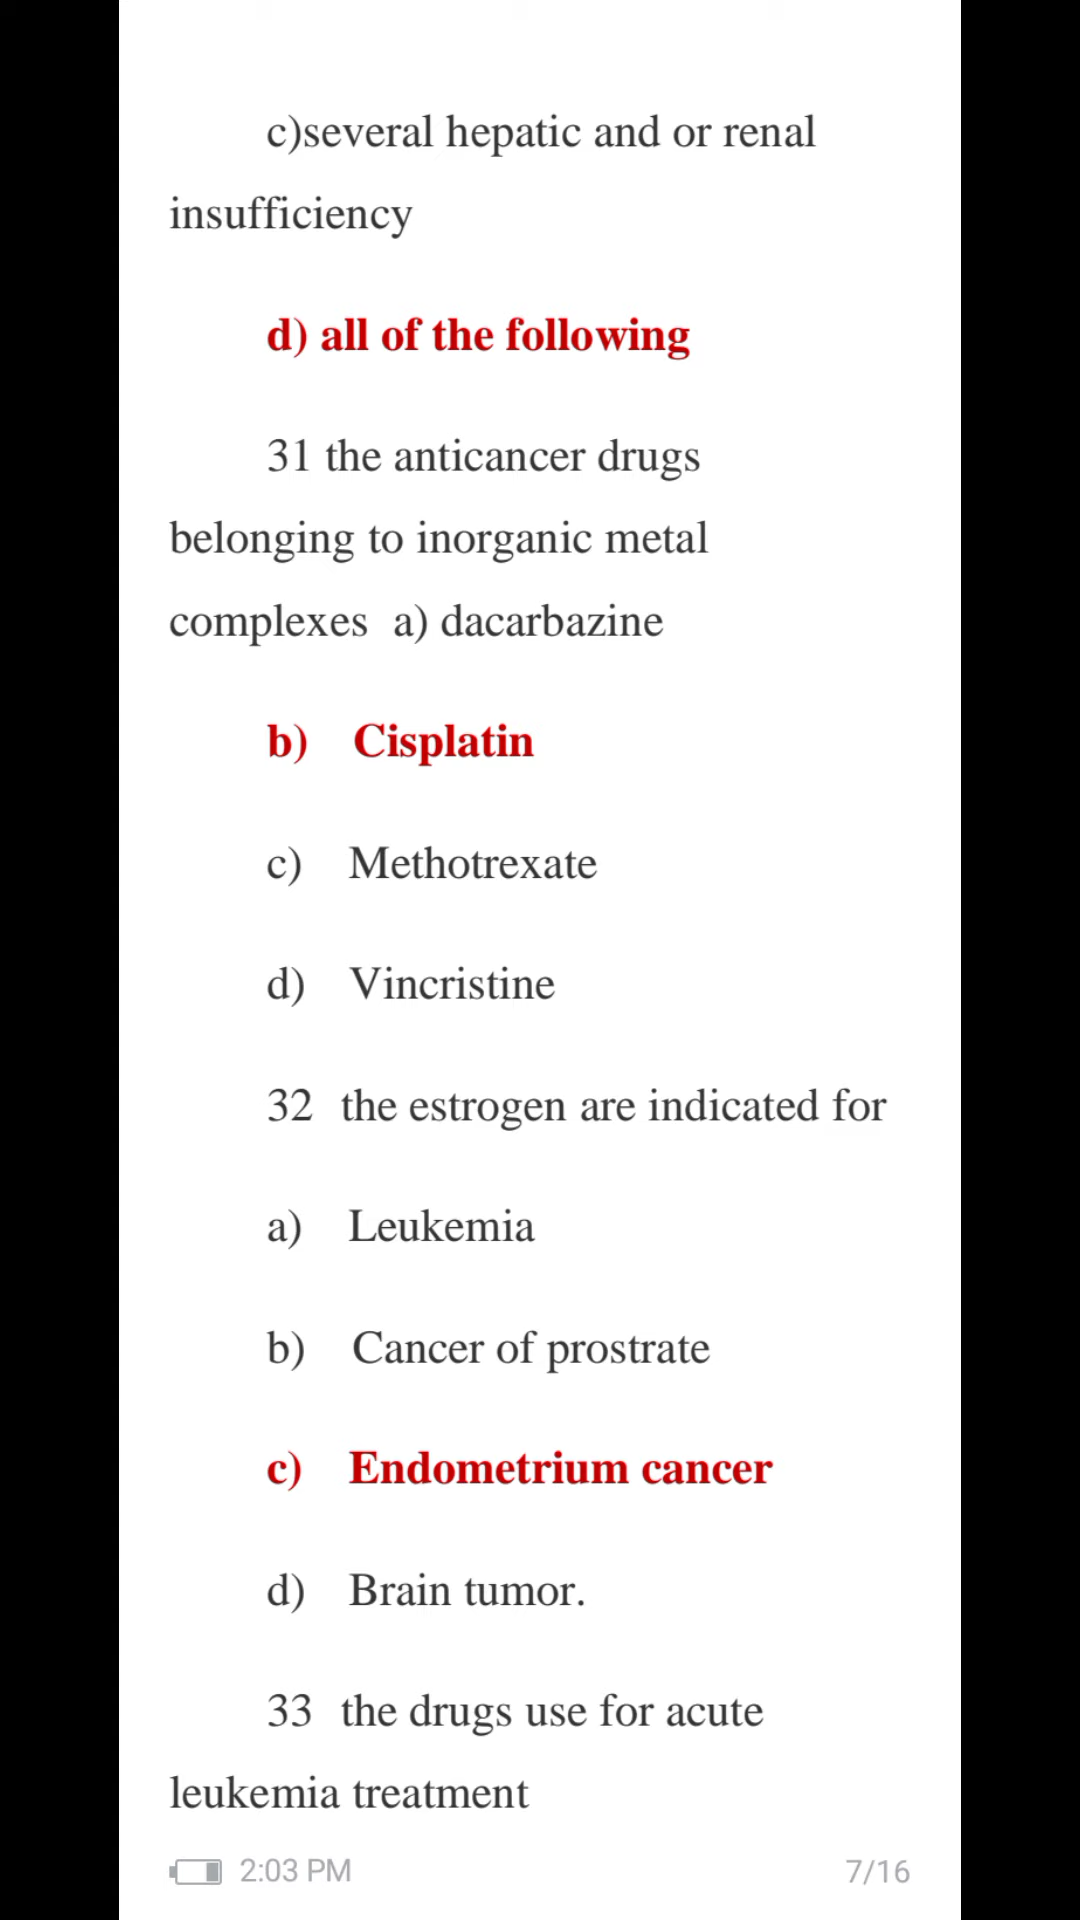 c)several hepatic and or renal
insufficiency
d) all of the following
31 the anticancer drugs
belonging to inorganic metal
complexes a) dacarbazine
b) Cisplatin
c) Methotrexate
d) Vincristine
32 the estrogen are indicated for
a) Leukemia
b) Cancer of prostrate
c) Endometrium cancer
d) Brain tumor.
33 the drugs use for acute
leukemia treatment
2:03 PM 7/16